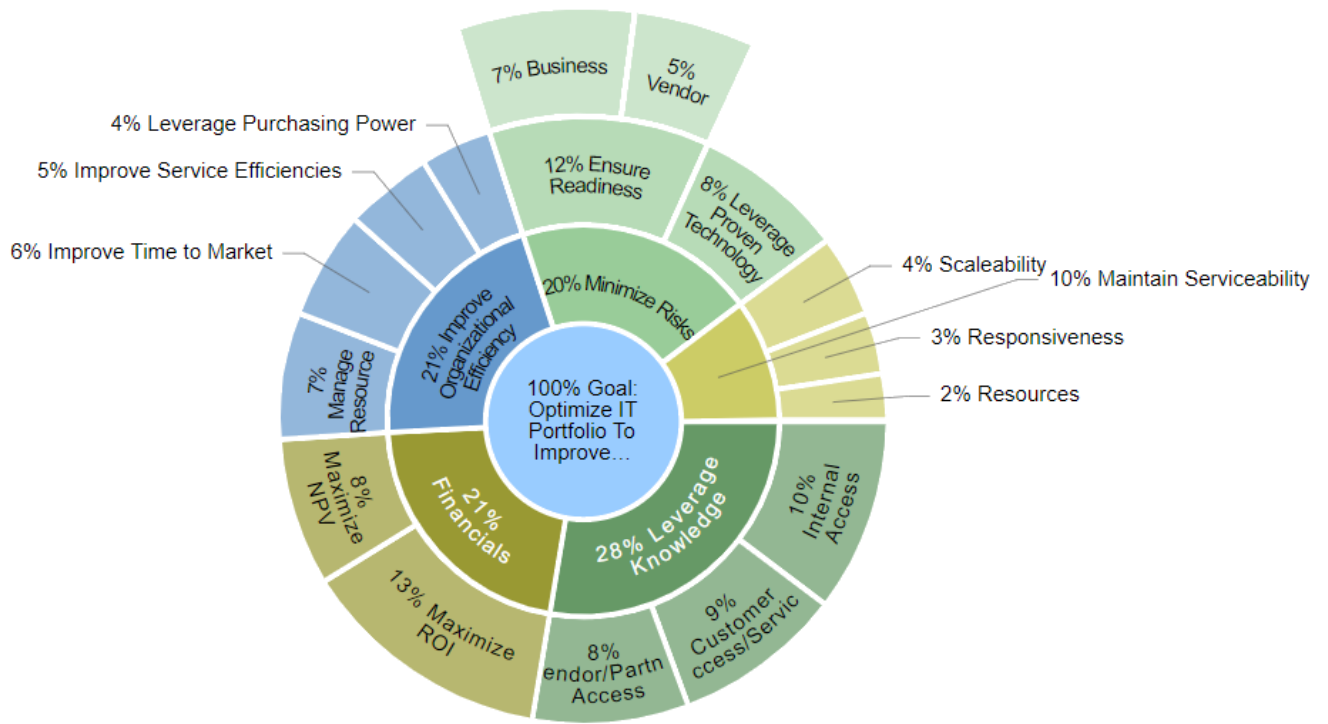 7% Business
5%
Vendor
4% Leverage Purchasing Power
12% Ensure
Readiness
8% Leverage
Proven
Technology
5% Improve Service Efficiencies
6% Improve Time to Market
4% Scaleability
10% Maintain Serviceability
20% Minimize Risks
21% Improve
Organizational
Efficiency
3% Responsiveness
7%
Manage
Resource
2% Resources
100% Goal:
Optimize IT
Portfolio To
Improve...
8%
Maximize
NPV
21%
Financials
28% Leverage
Knowledge
10%
Internal
Access
13% Maximize
ROI
9%
Customer
ccess/Servic
8%
endor/Partn
Access